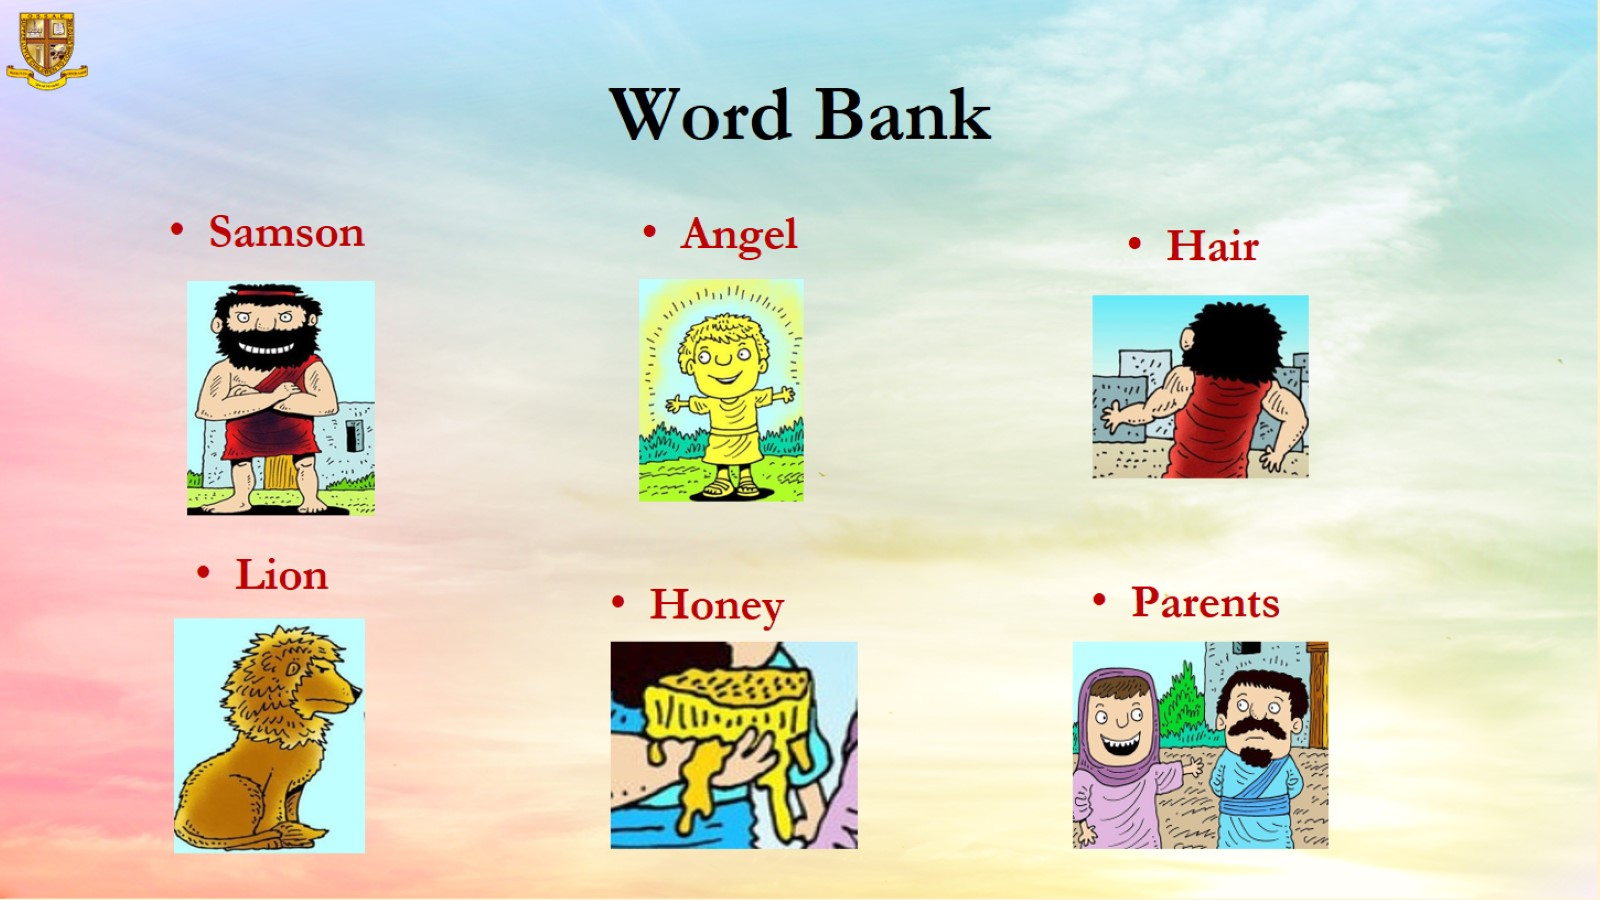 Word Bank
• Samson
• Angel
• Hair
• Lion
• Honey
• Parents